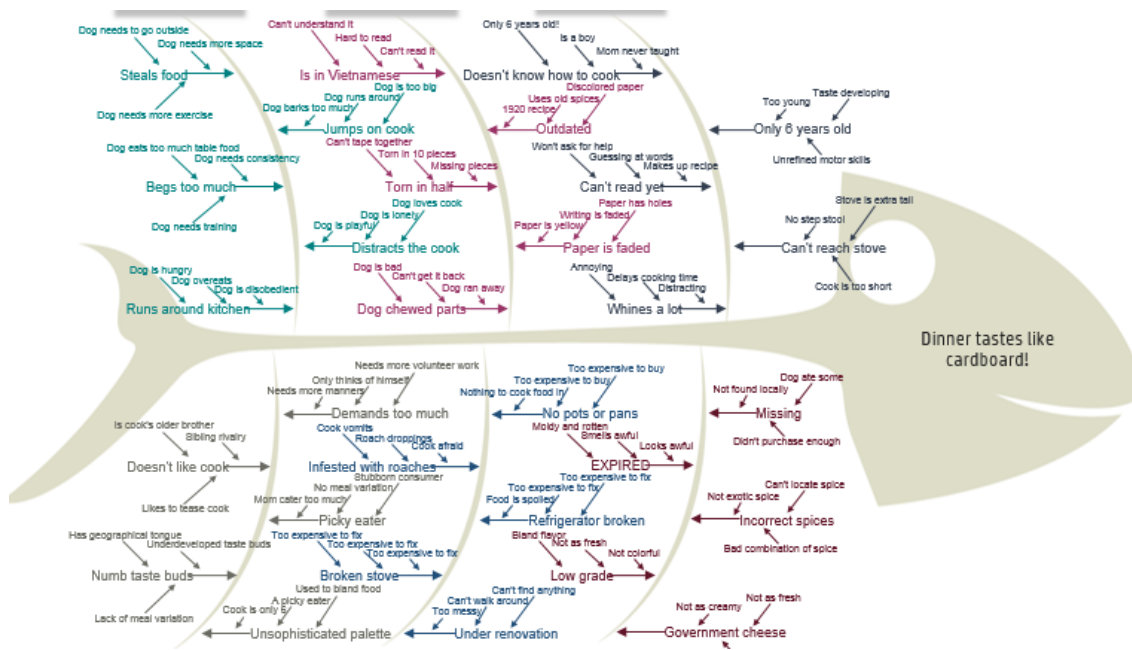 Dog needs to go outside
Dog needs more space
Steals food
Dog needs more exercise
Dog barks too much
Dog runs around
Dog is too big
Jumps on cook
Dog eats too much table food
Dog needs consistency
Begs too much
Dog needs training
Dog is playful
Dog is lonely
Dog loves cook
Distracts the cook
Dog is hungry
Dog overeats
Dog is disobedient
Runs around kitchen
Can't understand it
Hard to read
Can't read it
Is in Vietnamese
1920 recipe
Uses old spices
Discolored paper
Outdated
Can't tape together
Torn in 10 pieces
Missing pieces
Torn in half
Paper is yellow
Writing is faded
Paper has holes
Paper is faded
Dog is bad
Can't get it back
Dog ran away
Dog chewed parts
Only 6 years old!
Is a boy
Mom never taught
Doesn't know how to cook
Too young
Taste developing
Only 6 years old
Unrefined motor skills
Won't ask for help
Guessing at words
Makes up recipe
Can't read yet
No step stool
Stove is extra tall
Can't reach stove
Cook is too short
Annoying
Delays cooking time
Distracting
Whines a lot
Dinner tastes like
cardboard!
Needs more manners
Only thinks of himself
Needs more volunteer work
Demands too much
Is cook's older brother
Sibling rivalry
Doesn't like cook
Likes to tease cook
Mom cater too much
No meal variation
Stubborn consumer
Picky eater
Has geographical tongue
Underdeveloped taste buds
Numb taste buds
Lack of meal variation
Cook is only 6
A picky eater
Used to bland food
Unsophisticated palette
Nothing to cook food in
Too expensive to buy
Too expensive to buy
No pots or pans
Cook vomits
Roach droppings
Cook afraid
Infested with roaches
Food is spoiled
Too expensive to fix
Too expensive to fix
Refrigerator broken
Too expensive to fix
Too expensive to fix
Too expensive to fix
Broken stove
Too messy
Can't walk around
Can't find anything
Under renovation
Not found locally
Dog ate some
Missing
Didn't purchase enough
Moldy and rotten
Smells awful
Looks awful
EXPIRED
Not exotic spice
Can't locate spice
Incorrect spices
Bad combination of spice
Bland flavor
Not as fresh
Not colorful
Low grade
Not as creamy
Not as fresh
Government cheese